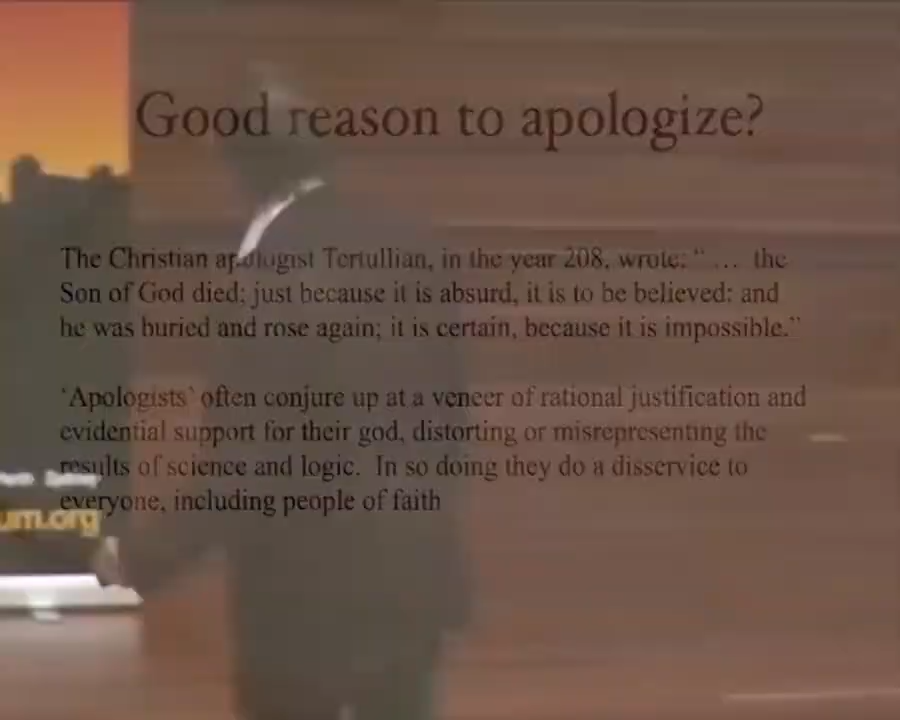 Good reason to apologize?
The Christian apologist Tertullian, in the year 208, wrote: "… the
Son of God died; just because it is absurd, it is to be believed: and
he was buried and rose again; it is certain, because it is impossible."
'Apologists' often conjure up at a veneer of rational justification and
evidential support for their god, distorting or misrepresenting the
results of science and logic. In so doing they do a disservice to
everyone, including people of faith
um.org